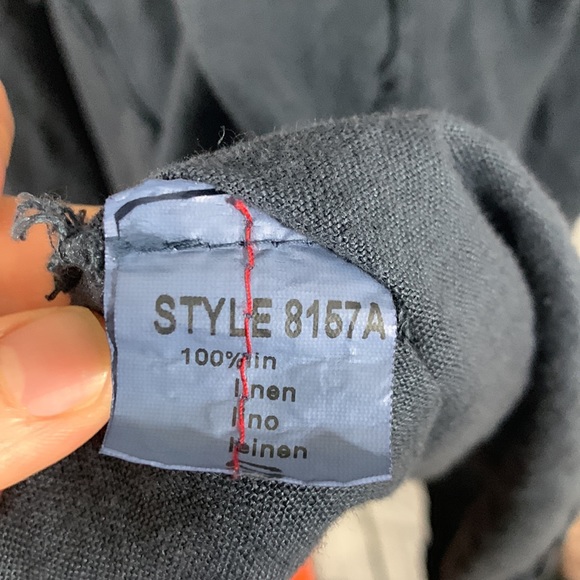 STYLE 8157A
100% lin
linen
lino
leinen